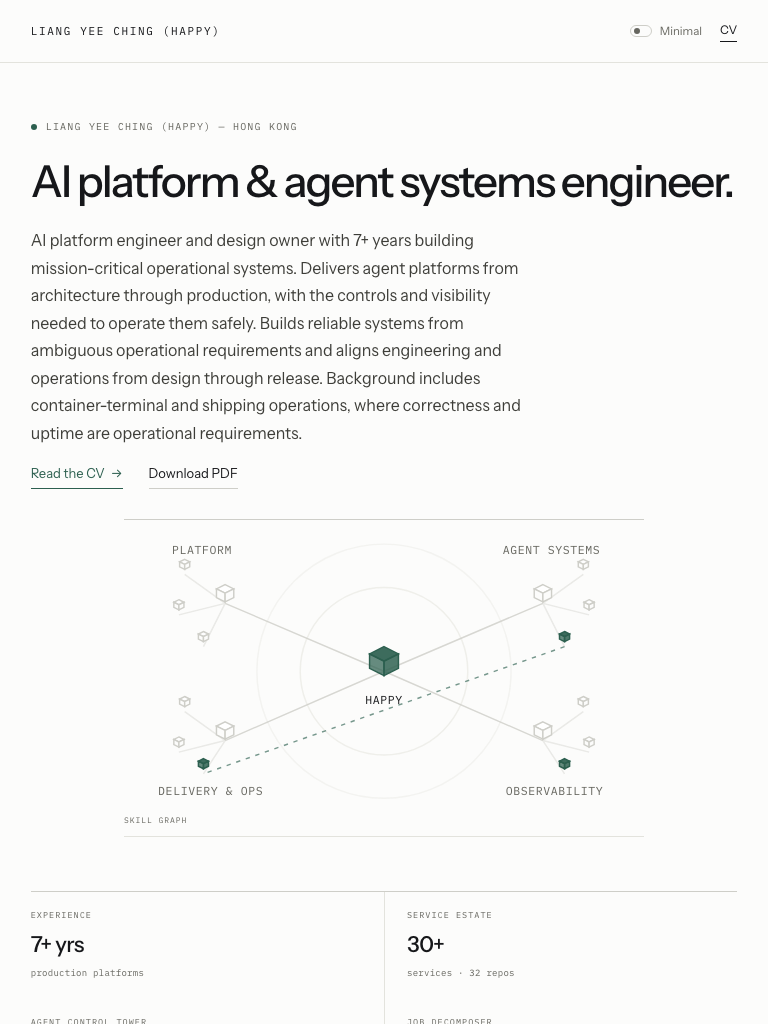 LIANG YEE CHING (HAPPY)
Minimal
CV
LIANG YEE CHING (HAPPY) — HONG KONG
AI platform & agent systems engineer.
AI platform engineer and design owner with 7+ years building
mission-critical operational systems. Delivers agent platforms from
architecture through production, with the controls and visibility
needed to operate them safely. Builds reliable systems from
ambiguous operational requirements and aligns engineering and
operations from design through release. Background includes
container-terminal and shipping operations, where correctness and
uptime are operational requirements.
Read the CV →
Download PDF
PLATFORM
AGENT SYSTEMS
HAPPY
DELIVERY & OPS
OBSERVABILITY
SKILL GRAPH
EXPERIENCE
7+ yrs
production platforms
SERVICE ESTATE
30+
services · 32 repos
AGENT CONTROL TOWER
JOB DECOMPOSER